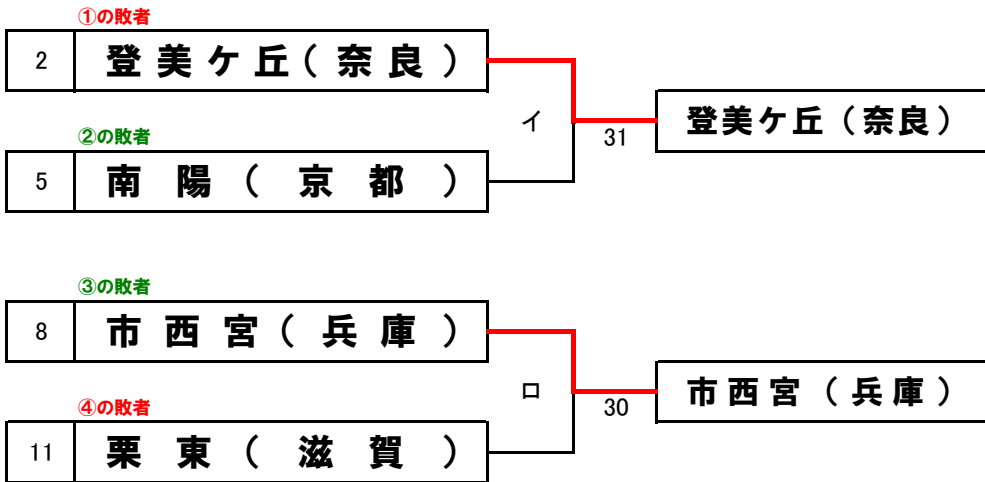 ①の敗者
2 登美ケ丘(奈良)
イ
31
登美ケ丘(奈良)
②の敗者
5 南陽(京都)
③の敗者
8 市西宮(兵庫)
ロ
30
市西宮(兵庫)
④の敗者
11 栗東(滋賀)